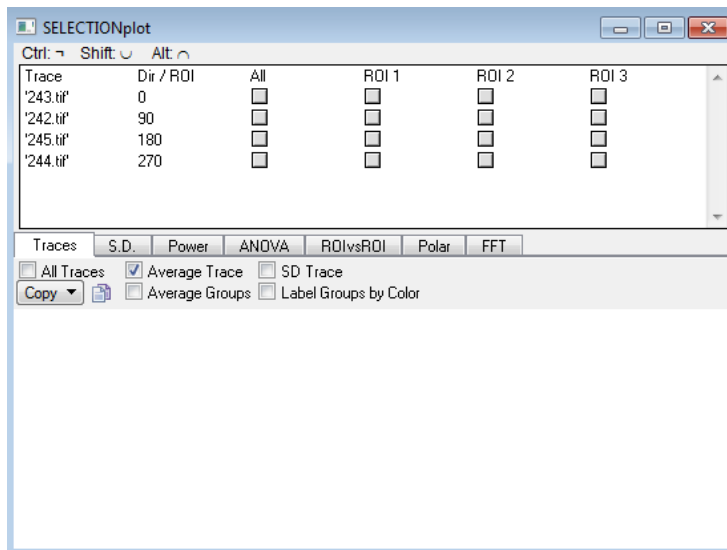 SELECTIONplot
Ctrl: ¬ Shift: ∪ Alt: ∩
Trace Dir / ROI All ROI 1 ROI 2 ROI 3
'243.tif' 0
'242.tif' 90
'245.tif' 180
'244.tif' 270
Traces S.D. Power ANOVA ROIvsROI Polar FFT
All Traces Average Trace SD Trace
Copy Average Groups Label Groups by Color